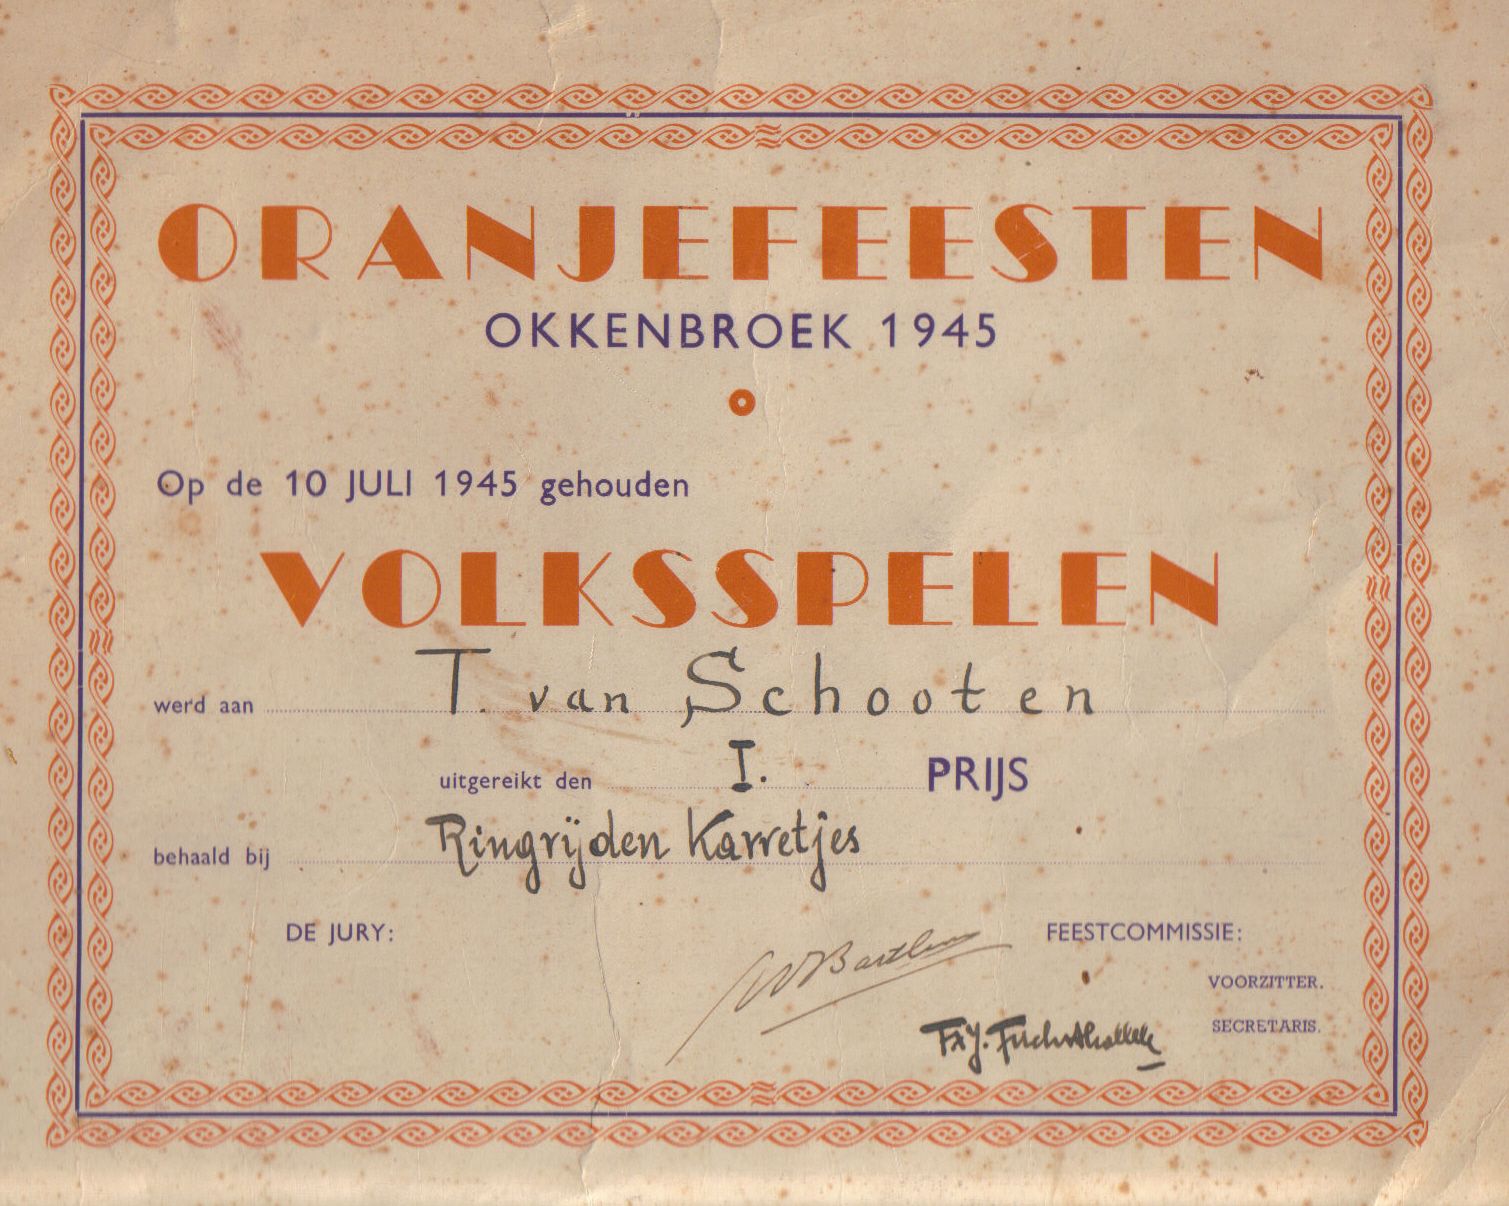 ORANJEFEESTEN
OKKENBROEK 1945
Op de 10 JULI 1945 gehouden
VOLKSSPELEN
werd aan T. van Schooten
uitgereikt den I. PRIJS
behaald bij Ringrijden Karretjes
DE JURY:
FEESTCOMMISSIE:
VOORZITTER.
SECRETARIS.